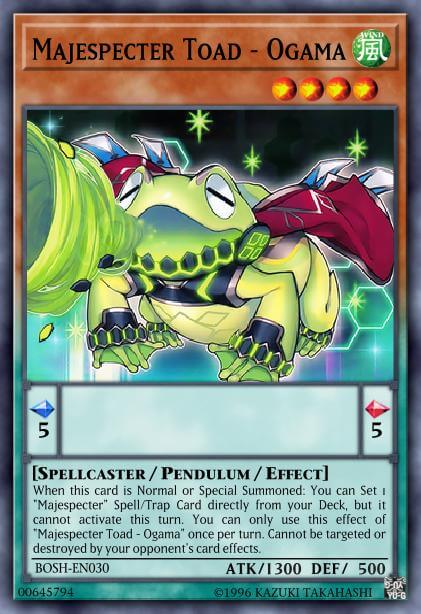 Majespecter Toad - Ogama
WIND
風
5
5
[Spellcaster / Pendulum / Effect]
When this card is Normal or Special Summoned: You can Set 1
"Majespecter" Spell/Trap Card directly from your Deck, but it
cannot activate this turn. You can only use this effect of
"Majespecter Toad - Ogama" once per turn. Cannot be targeted or
destroyed by your opponent's card effects.
BOSH-EN030
ATK/1300 DEF/ 500
00645794
©1996 KAZUKI TAKAHASHI